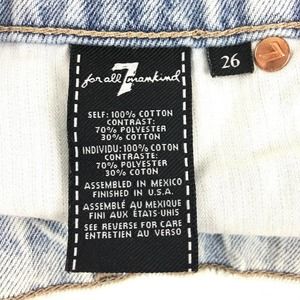 7
for all mankind
26
SELF: 100% COTTON
CONTRAST:
70% POLYESTER
30% COTTON
INDIVIDU: 100% COTON
CONTRASTE:
70% POLYESTER
30% COTON
ASSEMBLED IN MEXICO
FINISHED IN U.S.A.
ASSEMBLÉ AU MEXIQUE
FINI AUX ÉTATS-UNIS
SEE REVERSE FOR CARE
ENTRETIEN AU VERSO